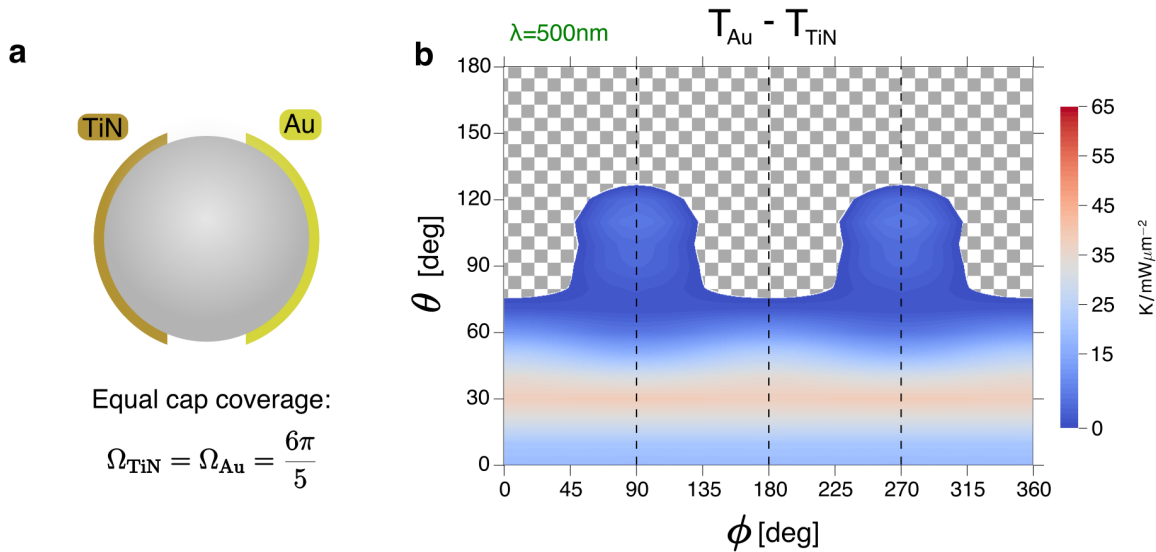 a
TiN
Au
Equal cap coverage:
Ω_TiN = Ω_Au = 6π/5
b
λ=500nm
T_Au - T_TiN
180
150
120
90
60
30
0
θ [deg]
0 45 90 135 180 225 270 315 360
ϕ [deg]
65
55
45
35
25
15
0
K/mWμm⁻²